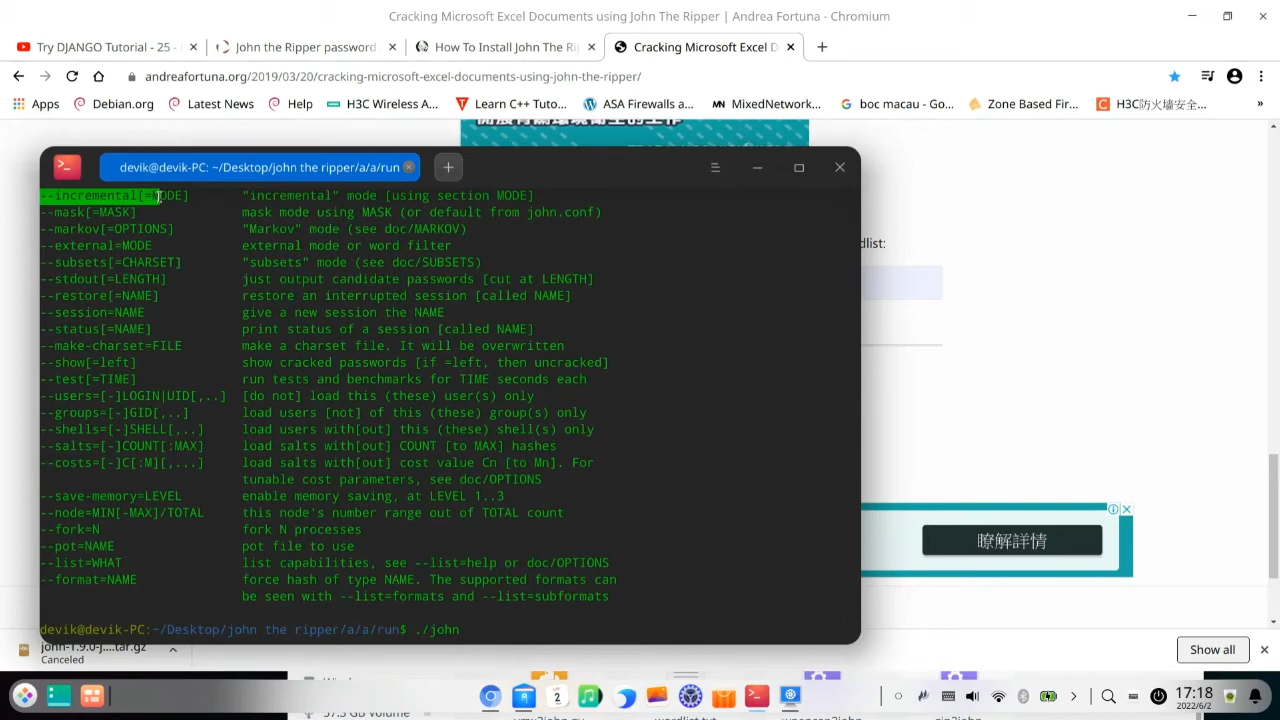 Cracking Microsoft Excel Documents using John The Ripper | Andrea Fortuna - Chromium
Try DJANGO Tutorial - 25 -
John the Ripper password
How To Install John The Ri
Cracking Microsoft Excel D
andreafortuna.org/2019/03/20/cracking-microsoft-excel-documents-using-john-the-ripper/
Apps
Debian.org
Latest News
Help
H3C Wireless A...
Learn C++ Tuto...
ASA Firewalls a...
MixedNetwork...
boc macau - Go...
Zone Based Fir...
H3C防火墙安全...
»
devik@devik-PC: ~/Desktop/john the ripper/a/a/run
--incremental[=MODE] "incremental" mode [using section MODE]
--mask[=MASK] mask mode using MASK (or default from john.conf)
--markov[=OPTIONS] "Markov" mode (see doc/MARKOV)
--external=MODE external mode or word filter
--subsets[=CHARSET] "subsets" mode (see doc/SUBSETS)
--stdout[=LENGTH] just output candidate passwords [cut at LENGTH]
--restore[=NAME] restore an interrupted session [called NAME]
--session=NAME give a new session the NAME
--status[=NAME] print status of a session [called NAME]
--make-charset=FILE make a charset file. It will be overwritten
--show[=left] show cracked passwords [if =left, then uncracked]
--test[=TIME] run tests and benchmarks for TIME seconds each
--users=[-]LOGIN|UID[,..] [do not] load this (these) user(s) only
--groups=[-]GID[,..] load users [not] of this (these) group(s) only
--shells=[-]SHELL[,..] load users with[out] this (these) shell(s) only
--salts=[-]COUNT[:MAX] load salts with[out] COUNT [to MAX] hashes
--costs=[-]C[:M][,...] load salts with[out] cost value Cn [to Mn]. For
tunable cost parameters, see doc/OPTIONS
--save-memory=LEVEL enable memory saving, at LEVEL 1..3
--node=MIN[-MAX]/TOTAL this node's number range out of TOTAL count
--fork=N fork N processes
--pot=NAME pot file to use
--list=WHAT list capabilities, see --list=help or doc/OPTIONS
--format=NAME force hash of type NAME. The supported formats can
be seen with --list=formats and --list=subformats
devik@devik-PC:~/Desktop/john the ripper/a/a/run$ ./john
dlist:
瞭解詳情
john-1.9.0-j....tar.gz
Canceled
Show all
17:18
2022/6/2